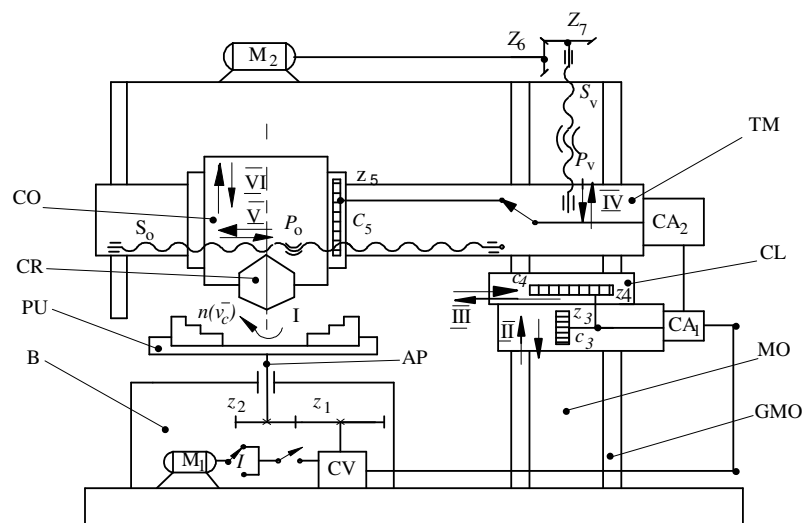 Z7
Z6
M2
Sv
TM
Pv
z5
CO
VI
IV
V
Po
C5
So
CA2
CR
c4
z4
CL
n(v̄c)
I
III
z3
CA1
PU
II
c3
AP
MO
B
z2
z1
GMO
M1
I
CV